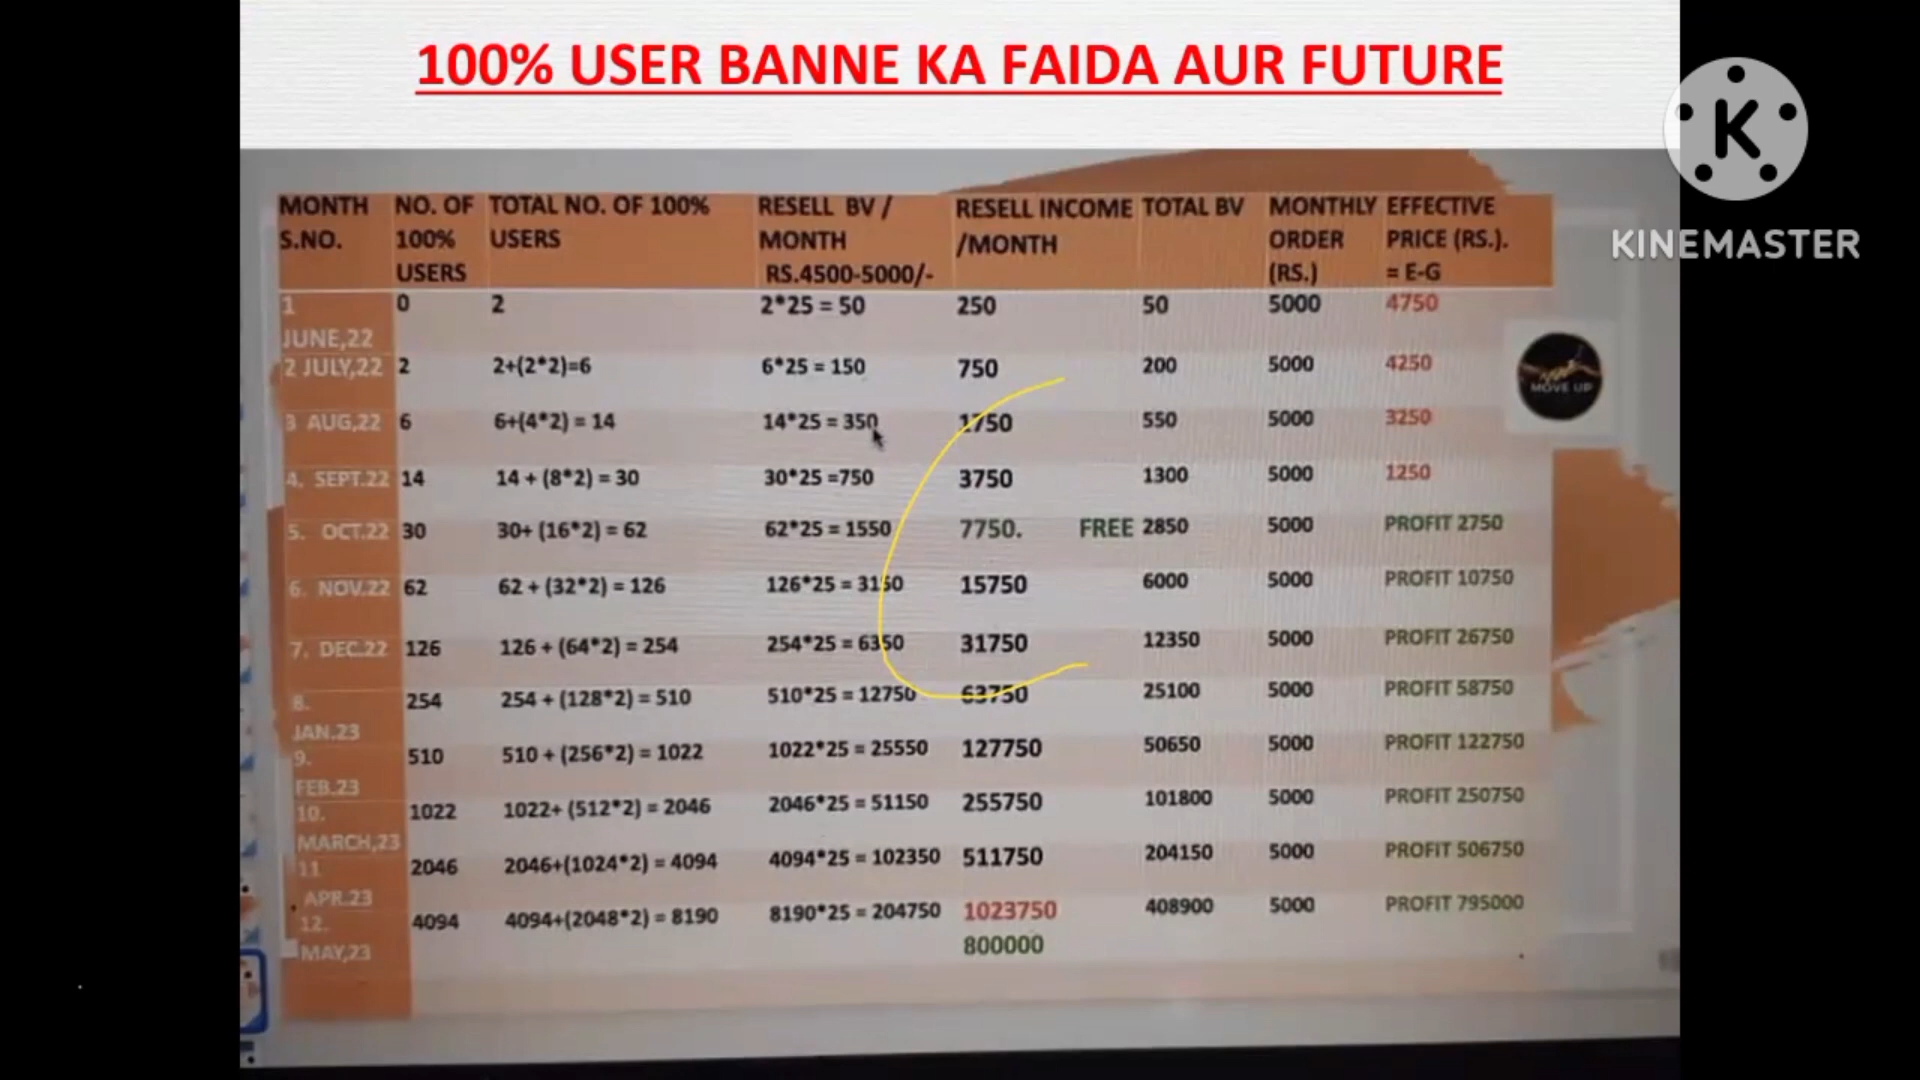 100% USER BANNE KA FAIDA AUR FUTURE
K
KINEMASTER
MONTH S.NO. NO. OF 100% USERS TOTAL NO. OF 100% USERS RESELL BV / MONTH RS.4500-5000/- RESELL INCOME /MONTH TOTAL BV MONTHLY ORDER (RS.) EFFECTIVE PRICE (RS.). = E-G
1 JUNE,22 0 2 2*25 = 50 250 50 5000 4750
2 JULY,22 2 2+(2*2)=6 6*25 = 150 750 200 5000 4250
MOVE UP
3 AUG,22 6 6+(4*2) = 14 14*25 = 350 1750 550 5000 3250
4. SEPT.22 14 14 + (8*2) = 30 30*25 =750 3750 1300 5000 1250
5. OCT.22 30 30+ (16*2) = 62 62*25 = 1550 7750. FREE 2850 5000 PROFIT 2750
6. NOV.22 62 62 + (32*2) = 126 126*25 = 3150 15750 6000 5000 PROFIT 10750
7. DEC.22 126 126 + (64*2) = 254 254*25 = 6350 31750 12350 5000 PROFIT 26750
8. JAN.23 254 254 + (128*2) = 510 510*25 = 12750 63750 25100 5000 PROFIT 58750
9. FEB.23 510 510 + (256*2) = 1022 1022*25 = 25550 127750 50650 5000 PROFIT 122750
10. MARCH,23 1022 1022+ (512*2) = 2046 2046*25 = 51150 255750 101800 5000 PROFIT 250750
11 APR.23 2046 2046+(1024*2) = 4094 4094*25 = 102350 511750 204150 5000 PROFIT 506750
12. MAY,23 4094 4094+(2048*2) = 8190 8190*25 = 204750 1023750 408900 5000 PROFIT 795000
800000